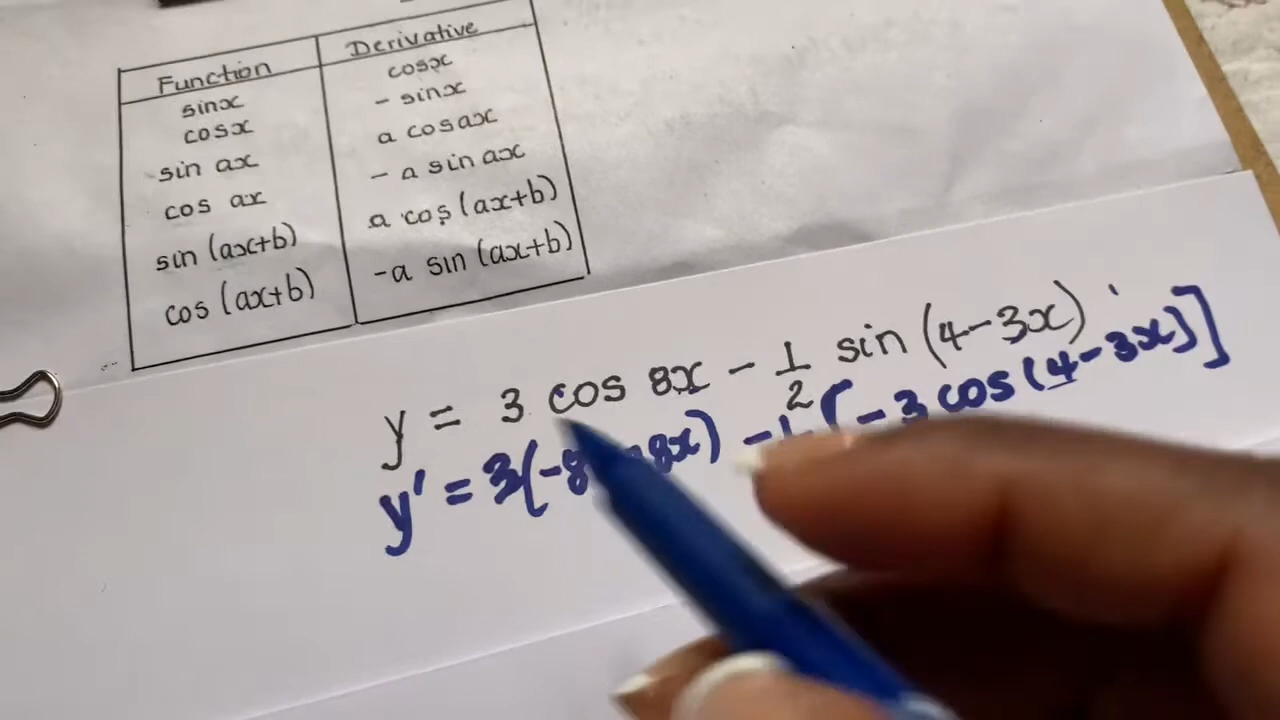 Function Derivative
sinx cosx
cosx - sinx
sin ax a cosax
cos ax - a sin ax
sin (ax+b) a cos (ax+b)
cos (ax+b) -a sin (ax+b)
y = 3 cos 8x - 1/2 sin (4-3x)
y' = 3(-8 8x) - [-3 cos (4-3x)]